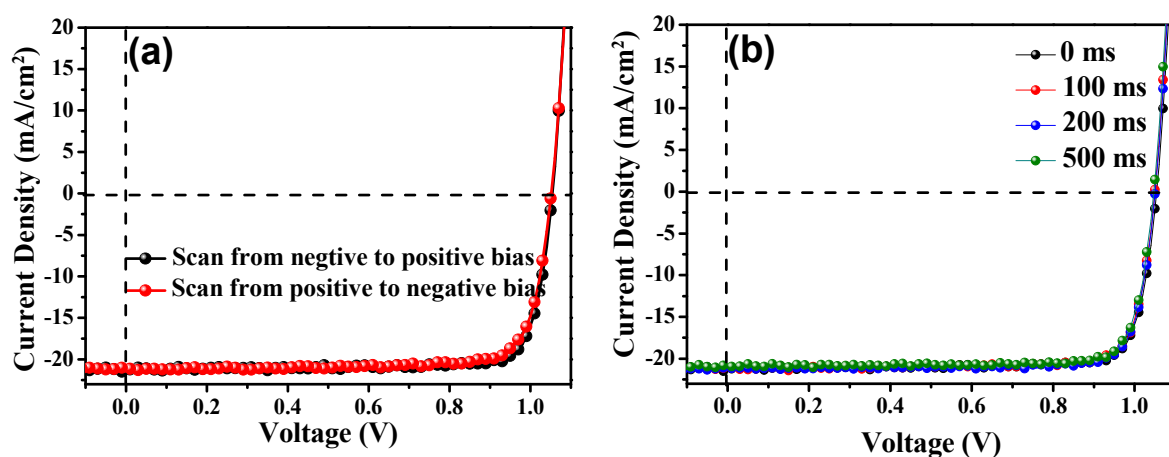 (a)
Current Density (mA/cm²)
20
15
10
5
0
-5
-10
-15
-20
Scan from negtive to positive bias
Scan from positive to negative bias
0.0 0.2 0.4 0.6 0.8 1.0
Voltage (V)
(b)
Current Density (mA/cm²)
20
15
10
5
0
-5
-10
-15
-20
0 ms
100 ms
200 ms
500 ms
0.0 0.2 0.4 0.6 0.8 1.0
Voltage (V)